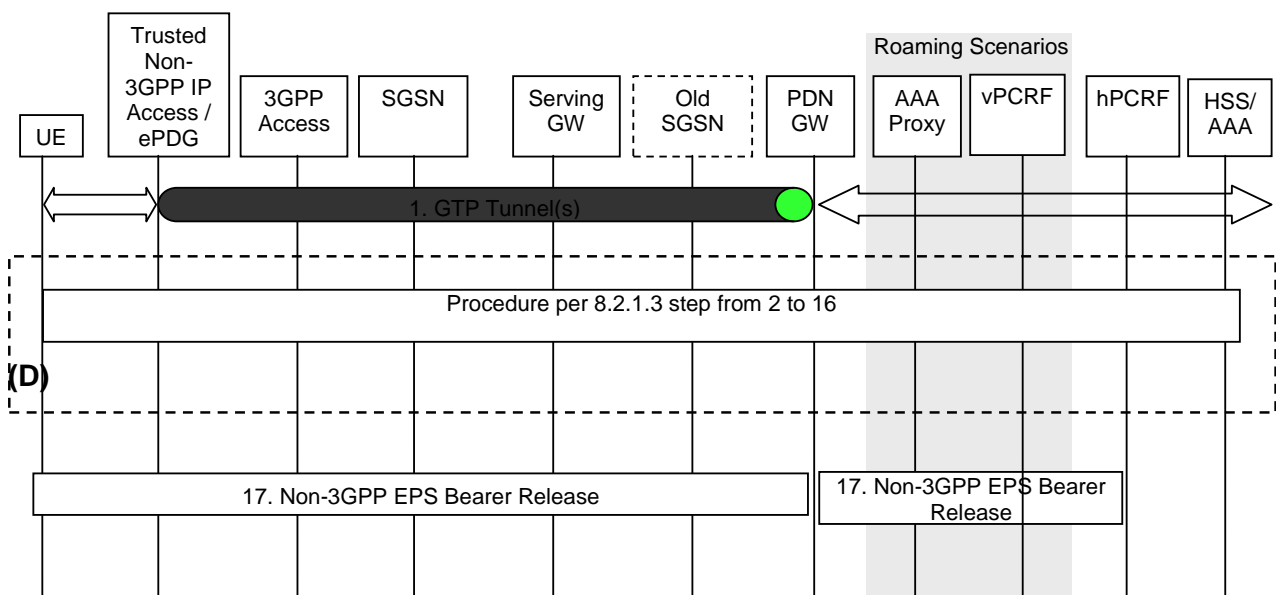 Roaming Scenarios
UE
Trusted
Non-
3GPP IP
Access /
ePDG
3GPP
Access
SGSN
Serving
GW
Old
SGSN
PDN
GW
AAA
Proxy
vPCRF
hPCRF
HSS/
AAA
1. GTP Tunnel(s)
Procedure per 8.2.1.3 step from 2 to 16
(D)
17. Non-3GPP EPS Bearer Release
17. Non-3GPP EPS Bearer
Release